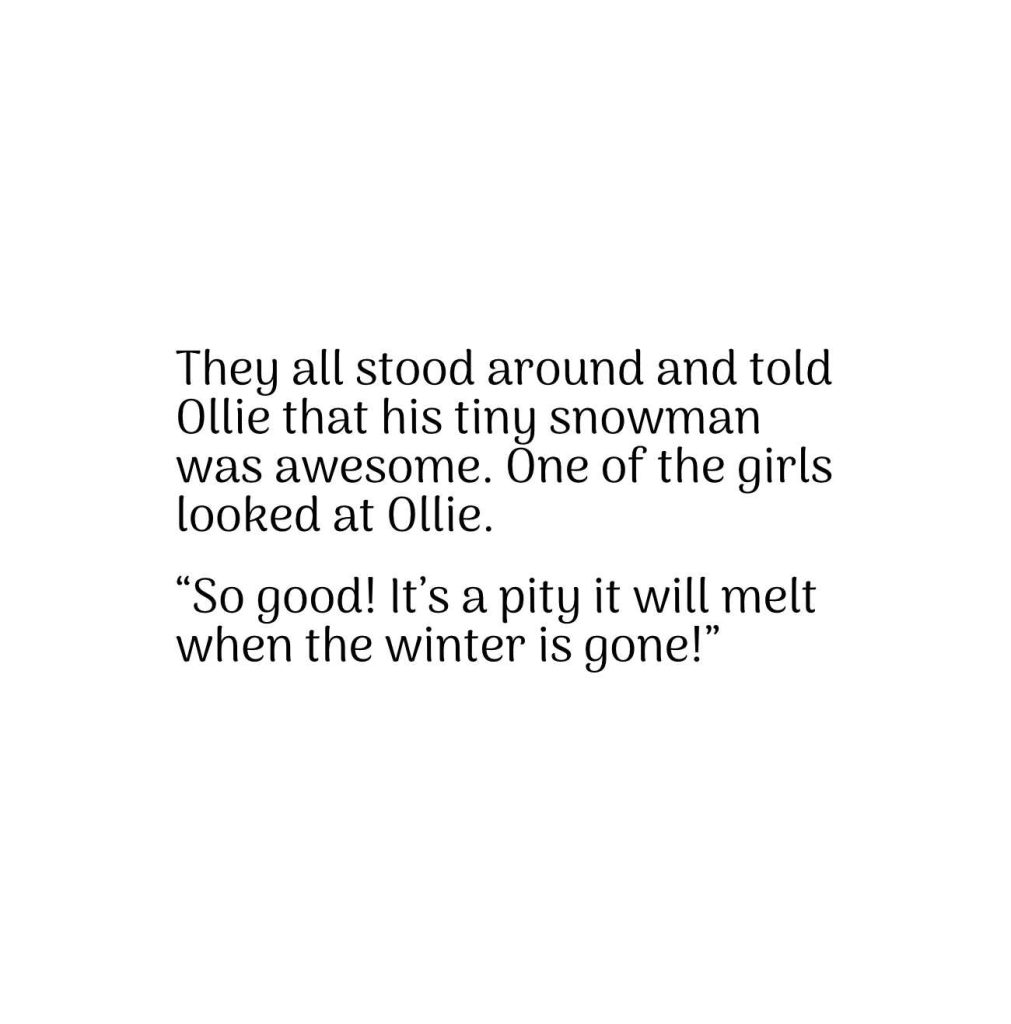 They all stood around and told
Ollie that his tiny snowman
was awesome. One of the girls
looked at Ollie.
“So good! It’s a pity it will melt
when the winter is gone!”